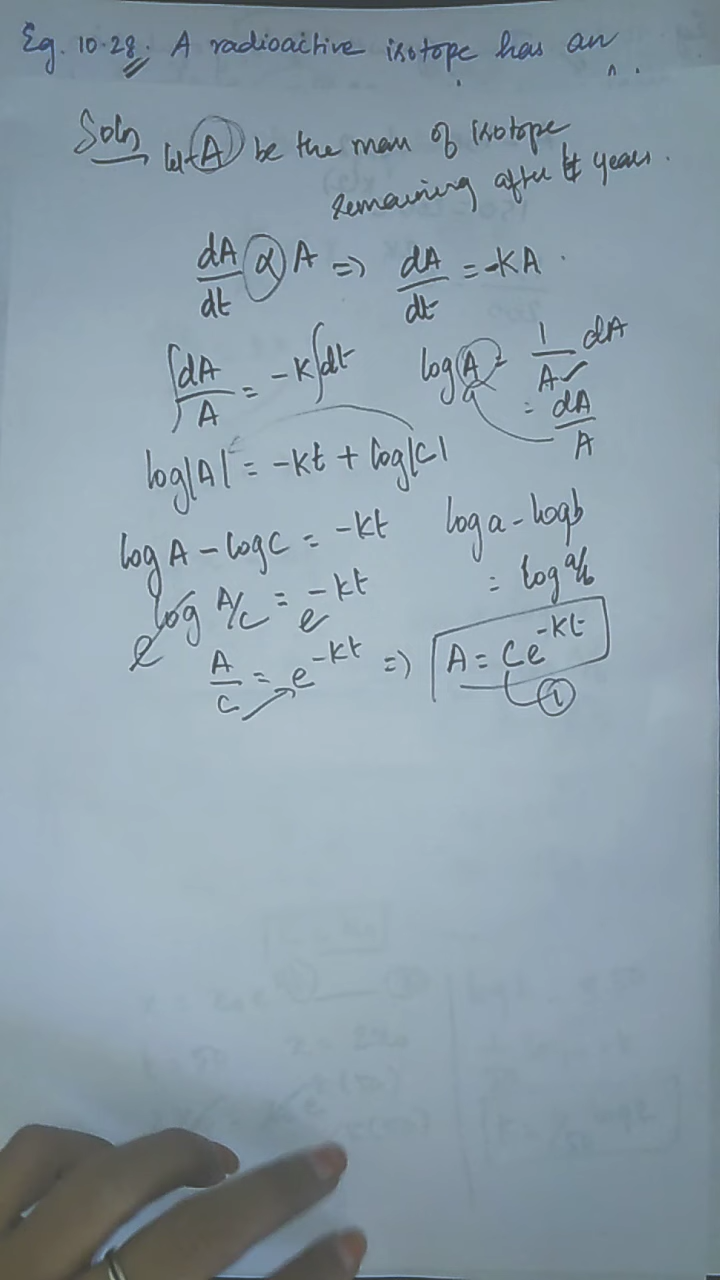 Eg. 10.28. A radioactive isotope has an
Soln let A be the mass of isotope
remaining after t years.
dA/dt ∝ A => dA/dt = -KA.
∫dA/A = -K∫dt
log A = 1/A dA
= dA/A
log|A| = -Kt + log|C|
log A - log C = -Kt
log a - log b
= log a/b
e^log A/C = e^-Kt
A/C = e^-Kt => A = Ce^-Kt
①